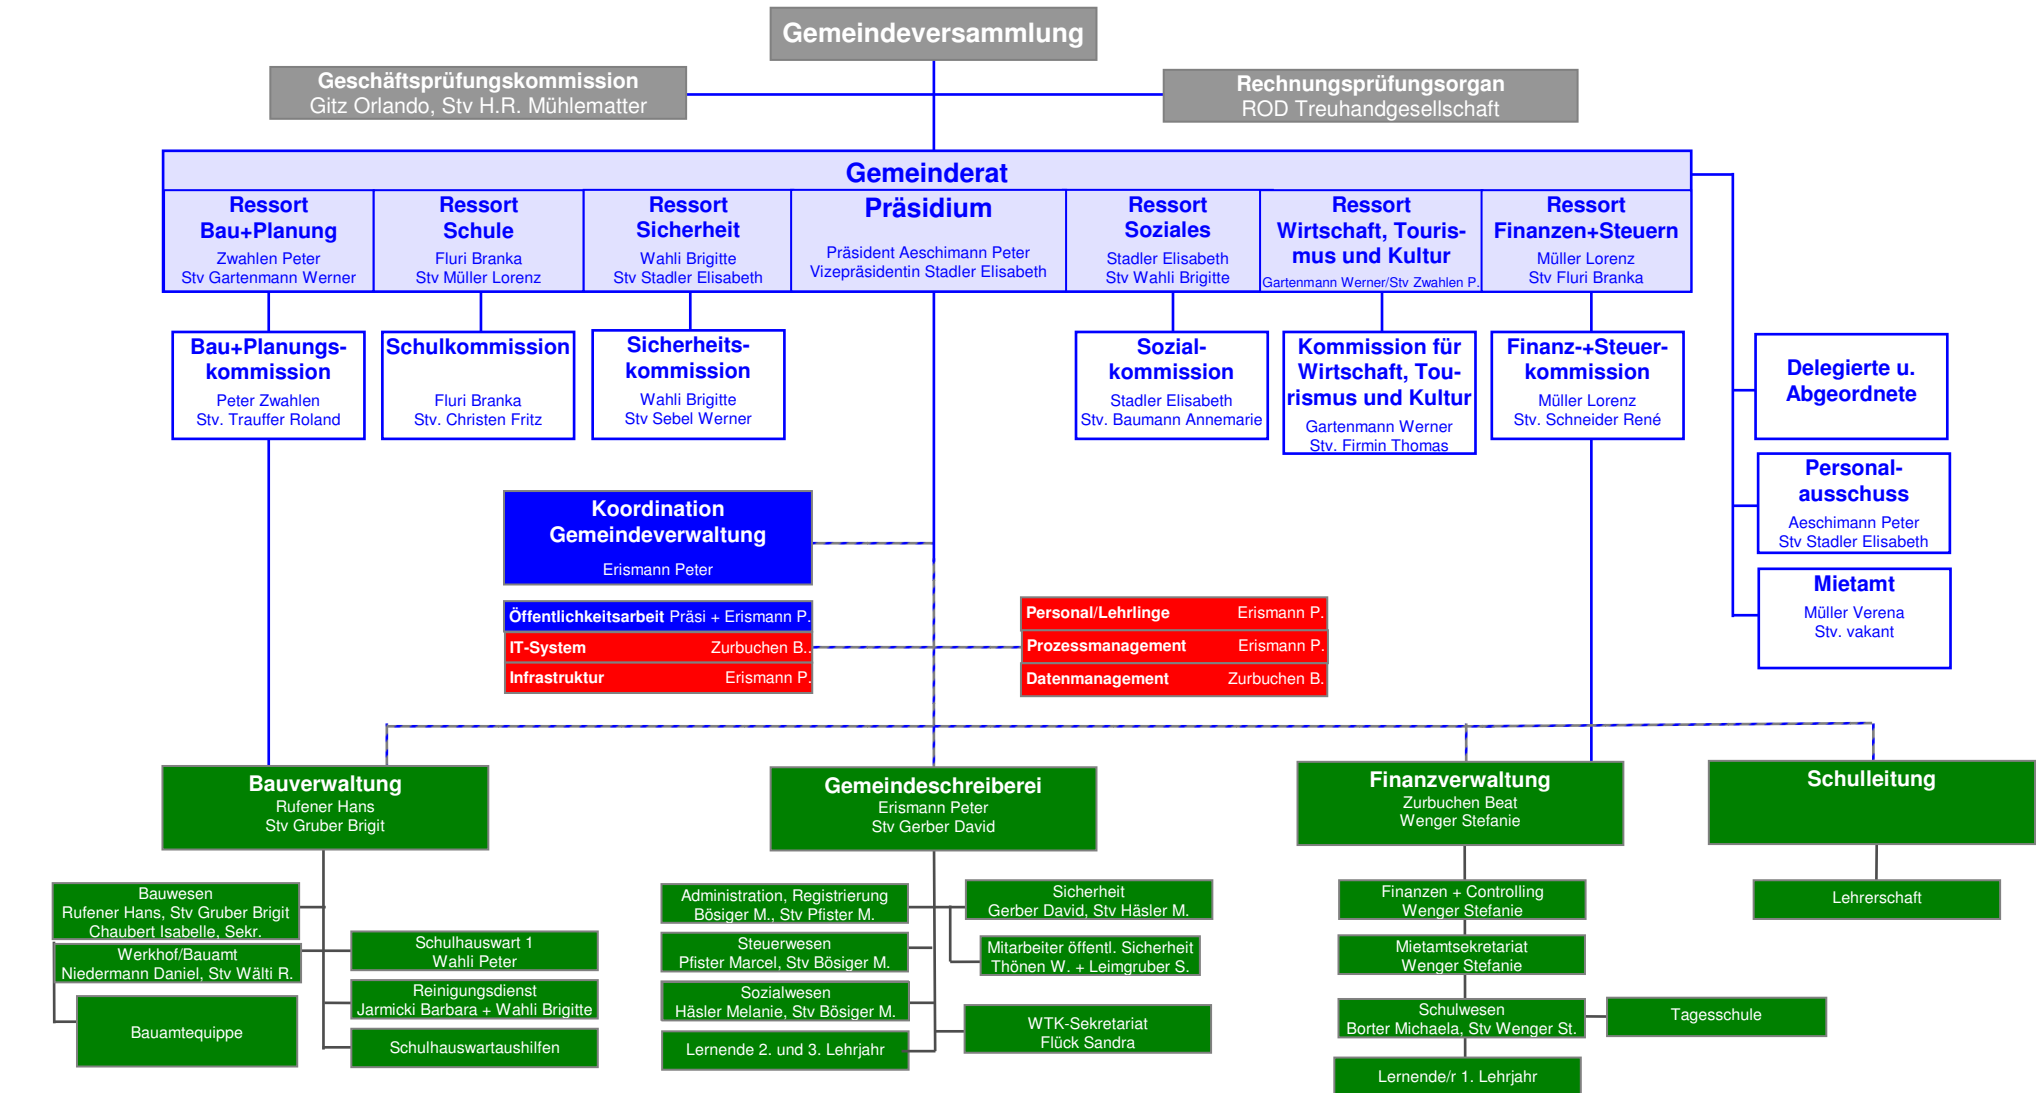 Gemeindeversammlung
Geschäftsprüfungskommission
Gitz Orlando, Stv H.R. Mühlematter
Rechnungsprüfungsorgan
ROD Treuhandgesellschaft
Gemeinderat
Ressort
Bau+Planung
Zwahlen Peter
Stv Gartenmann Werner
Ressort
Schule
Fluri Branka
Stv Müller Lorenz
Ressort
Sicherheit
Wahli Brigitte
Stv Stadler Elisabeth
Präsidium
Präsident Aeschimann Peter
Vizepräsidentin Stadler Elisabeth
Ressort
Soziales
Stadler Elisabeth
Stv Wahli Brigitte
Ressort
Wirtschaft, Touris-
mus und Kultur
Gartenmann Werner/Stv Zwahlen P.
Ressort
Finanzen+Steuern
Müller Lorenz
Stv Fluri Branka
Bau+Planungs-
kommission
Peter Zwahlen
Stv. Trauffer Roland
Schulkommission
Fluri Branka
Stv. Christen Fritz
Sicherheits-
kommission
Wahli Brigitte
Stv Sebel Werner
Sozial-
kommission
Stadler Elisabeth
Stv. Baumann Annemarie
Kommission für
Wirtschaft, Tou-
rismus und Kultur
Gartenmann Werner
Stv. Firmin Thomas
Finanz-+Steuer-
kommission
Müller Lorenz
Stv. Schneider René
Delegierte u.
Abgeordnete
Personal-
ausschuss
Aeschimann Peter
Stv Stadler Elisabeth
Mietamt
Müller Verena
Stv. vakant
Koordination
Gemeindeverwaltung
Erismann Peter
Öffentlichkeitsarbeit Präsi + Erismann P.
IT-System Zurbuchen B..
Infrastruktur Erismann P.
Personal/Lehrlinge Erismann P.
Prozessmanagement Erismann P.
Datenmanagement Zurbuchen B.
Bauverwaltung
Rufener Hans
Stv Gruber Brigit
Gemeindeschreiberei
Erismann Peter
Stv Gerber David
Finanzverwaltung
Zurbuchen Beat
Wenger Stefanie
Schulleitung
Bauwesen
Rufener Hans, Stv Gruber Brigit
Chaubert Isabelle, Sekr.
Werkhof/Bauamt
Niedermann Daniel, Stv Wälti R.
Bauamtequippe
Schulhauswart 1
Wahli Peter
Reinigungsdienst
Jarmicki Barbara + Wahli Brigitte
Schulhauswartaushilfen
Administration, Registrierung
Bösiger M., Stv Pfister M.
Steuerwesen
Pfister Marcel, Stv Bösiger M.
Sozialwesen
Häsler Melanie, Stv Bösiger M.
Lernende 2. und 3. Lehrjahr
Sicherheit
Gerber David, Stv Häsler M.
Mitarbeiter öffentl. Sicherheit
Thönen W. + Leimgruber S.
WTK-Sekretariat
Flück Sandra
Finanzen + Controlling
Wenger Stefanie
Mietamtsekretariat
Wenger Stefanie
Schulwesen
Borter Michaela, Stv Wenger St.
Tagesschule
Lernende/r 1. Lehrjahr
Lehrerschaft